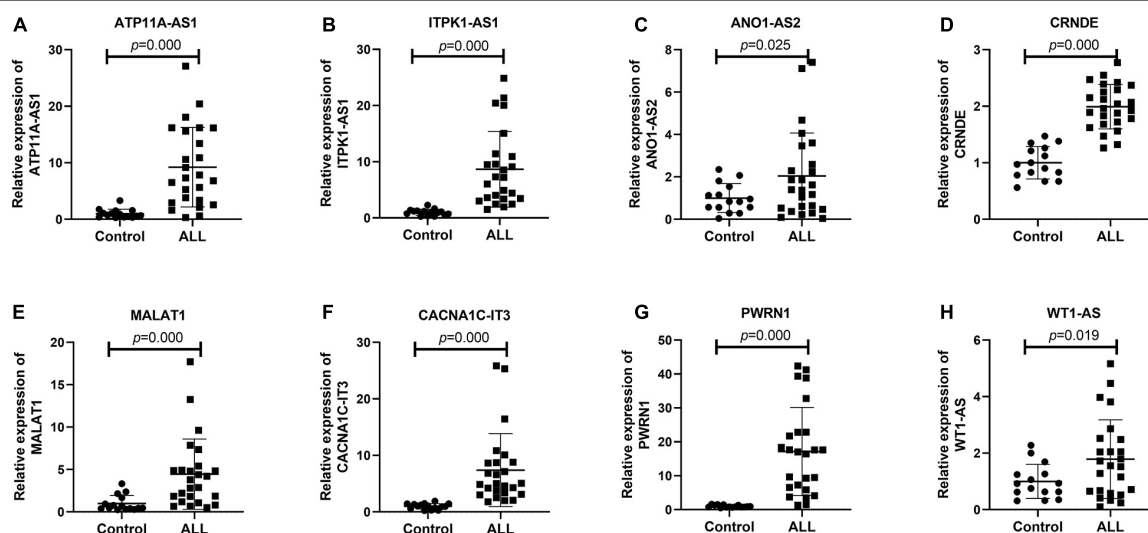 A
ATP11A-AS1
p=0.000
Relative expression of
ATP11A-AS1
30
20
10
0
Control
ALL
B
ITPK1-AS1
p=0.000
Relative expression of
ITPK1-AS1
30
20
10
0
Control
ALL
C
ANO1-AS2
p=0.025
Relative expression of
ANO1-AS2
8
6
4
2
0
Control
ALL
D
CRNDE
p=0.000
Relative expression of
CRNDE
3
2
1
0
Control
ALL
E
MALAT1
p=0.000
Relative expression of
MALAT1
20
15
10
5
0
Control
ALL
F
CACNA1C-IT3
p=0.000
Relative expression of
CACNA1C-IT3
30
20
10
0
Control
ALL
G
PWRN1
p=0.000
Relative expression of
PWRN1
50
40
30
20
10
0
Control
ALL
H
WT1-AS
p=0.019
Relative expression of
WT1-AS
6
4
2
0
Control
ALL